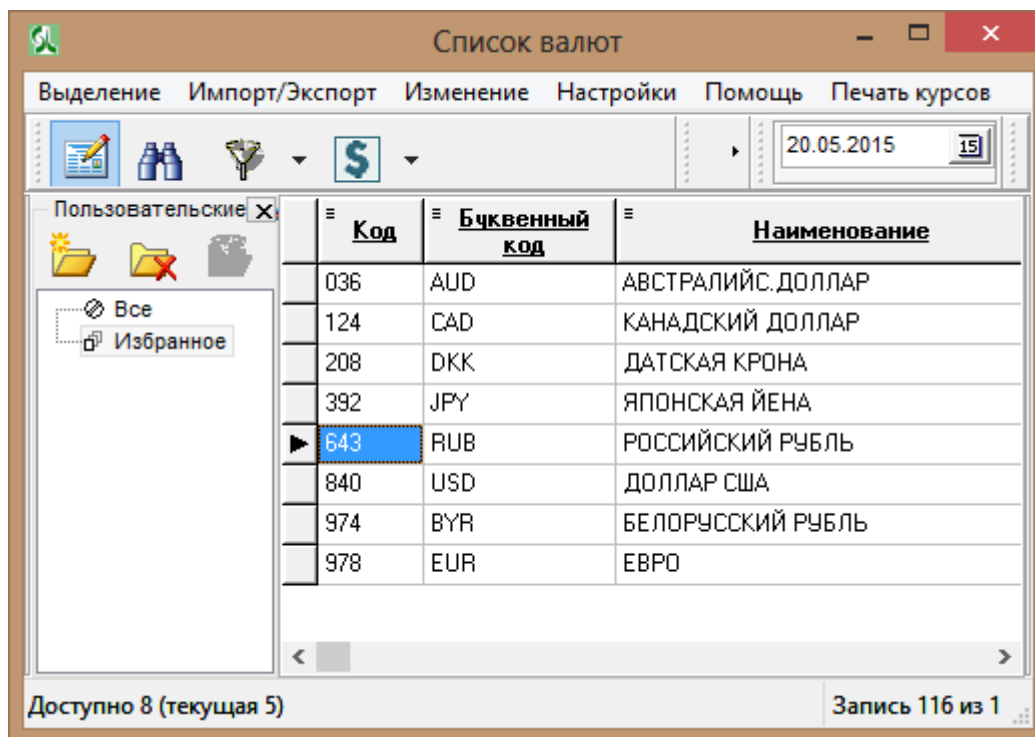 Список валют
Выделение Импорт/Экспорт Изменение Настройки Помощь Печать курсов
20.05.2015 15
Пользовательские
Код Буквенный код Наименование
036 AUD АВСТРАЛИЙС.ДОЛЛАР
124 CAD КАНАДСКИЙ ДОЛЛАР
208 DKK ДАТСКАЯ КРОНА
392 JPY ЯПОНСКАЯ ЙЕНА
643 RUB РОССИЙСКИЙ РУБЛЬ
840 USD ДОЛЛАР США
974 BYR БЕЛОРУССКИЙ РУБЛЬ
978 EUR ЕВРО
Все
Избранное
Доступно 8 (текущая 5) Запись 116 из 1